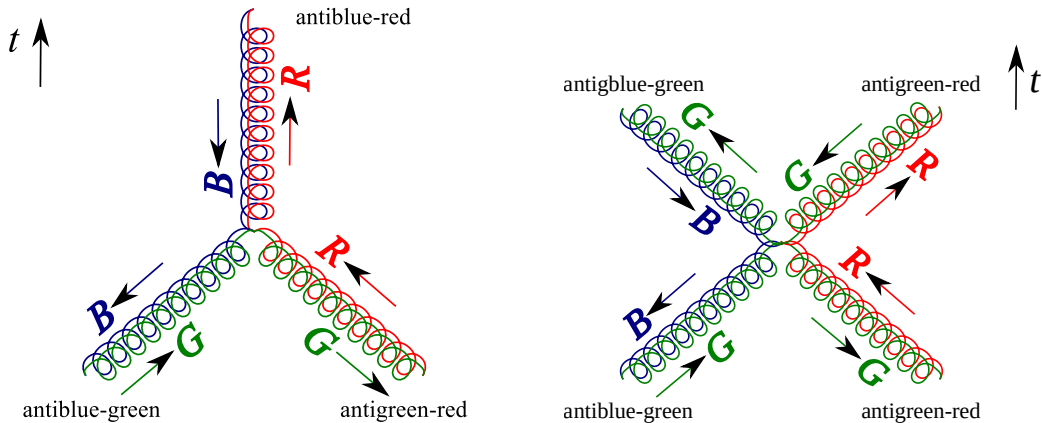 t
antiblue-red
R
B
B
R
G
G
antiblue-green
antigreen-red
t
antigblue-green
antigreen-red
G
G
R
B
R
B
G
G
antiblue-green
antigreen-red